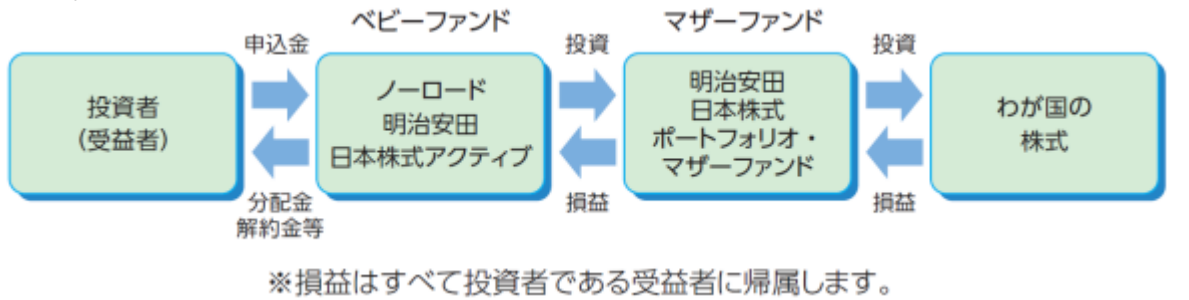 ベビーファンド
マザーファンド
申込金
投資
投資
投資者
(受益者)
分配金
解約金等
ノーロード
明治安田
日本株式アクティブ
損益
明治安田
日本株式
ポートフォリオ・
マザーファンド
損益
わが国の
株式
※損益はすべて投資者である受益者に帰属します。